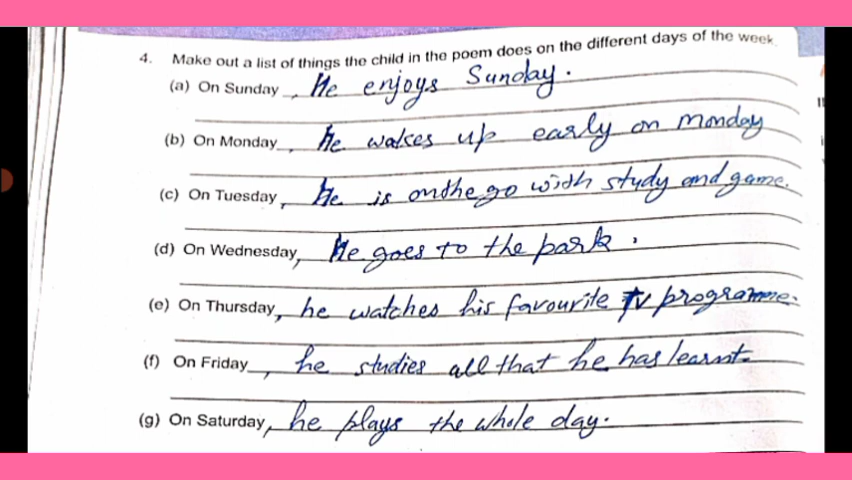 4. Make out a list of things the child in the poem does on the different days of the week.
(a) On Sunday, He enjoys Sunday.
(b) On Monday, he wakes up early on Monday
(c) On Tuesday, He is on the go with study and game.
(d) On Wednesday, He goes to the park.
(e) On Thursday, he watches his favourite TV programme.
(f) On Friday, he studies all that he has learnt.
(g) On Saturday, he plays the whole day.